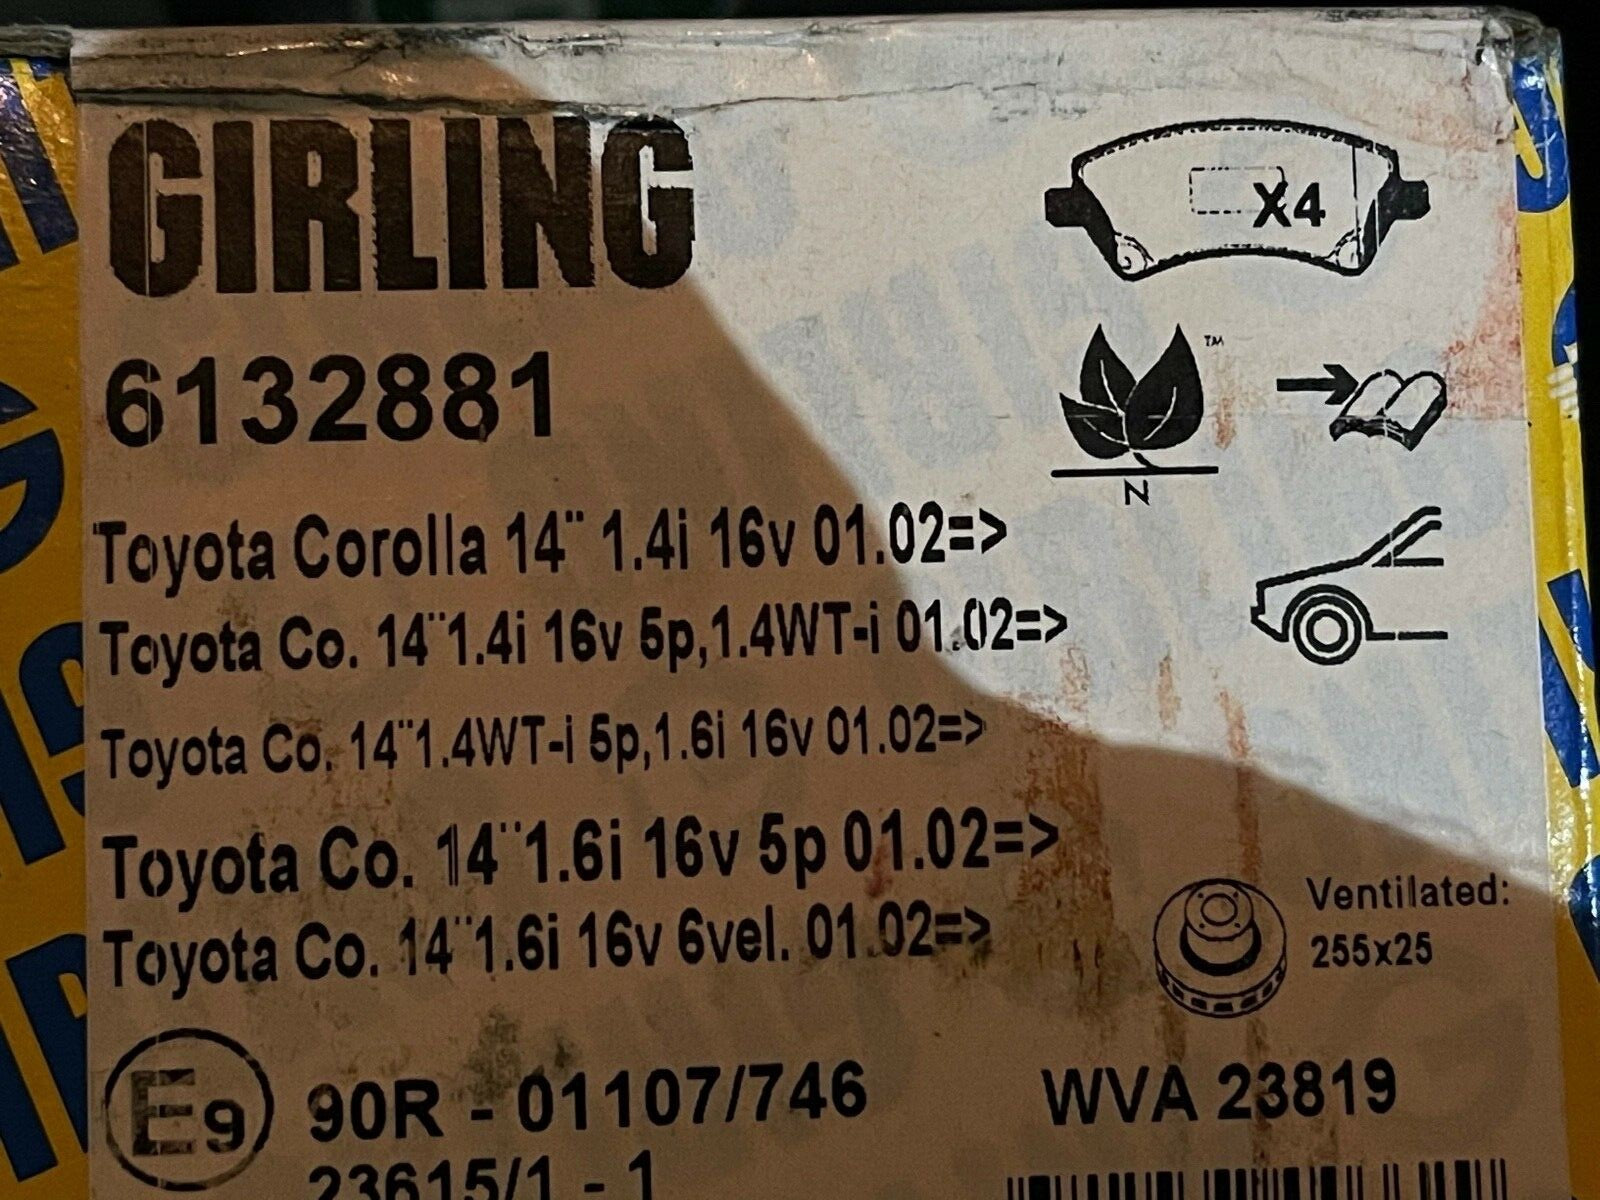 GIRLING
X4
6132881
TM
N
Toyota Corolla 14¨ 1.4i 16v 01.02=>
Toyota Co. 14¨1.4i 16v 5p,1.4WT-i 01.02=>
Toyota Co. 14¨1.4WT-i 5p,1.6i 16v 01.02=>
Toyota Co. 14¨1.6i 16v 5p 01.02=>
Toyota Co. 14¨1.6i 16v 6vel. 01.02=>
Ventilated:
255x25
E9
90R - 01107/746
WVA 23819
23615/1 - 1